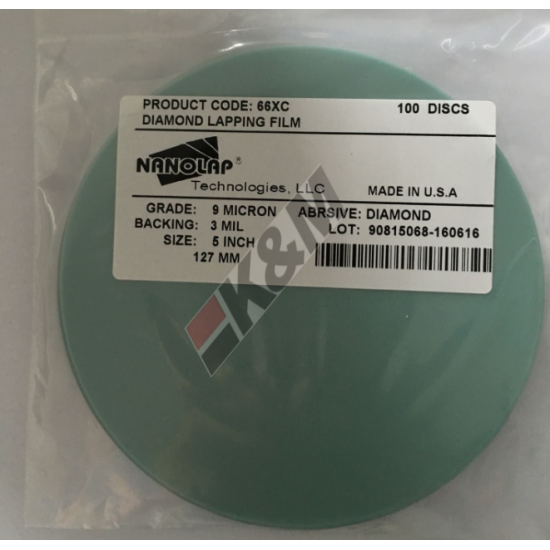 PRODUCT CODE: 66XC 100 DISCS
DIAMOND LAPPING FILM
NANOLAP®
Technologies, LLC MADE IN U.S.A
GRADE: 9 MICRON ABRSIVE: DIAMOND
BACKING: 3 MIL LOT: 90815068-160616
SIZE: 5 INCH
127 MM
K&M